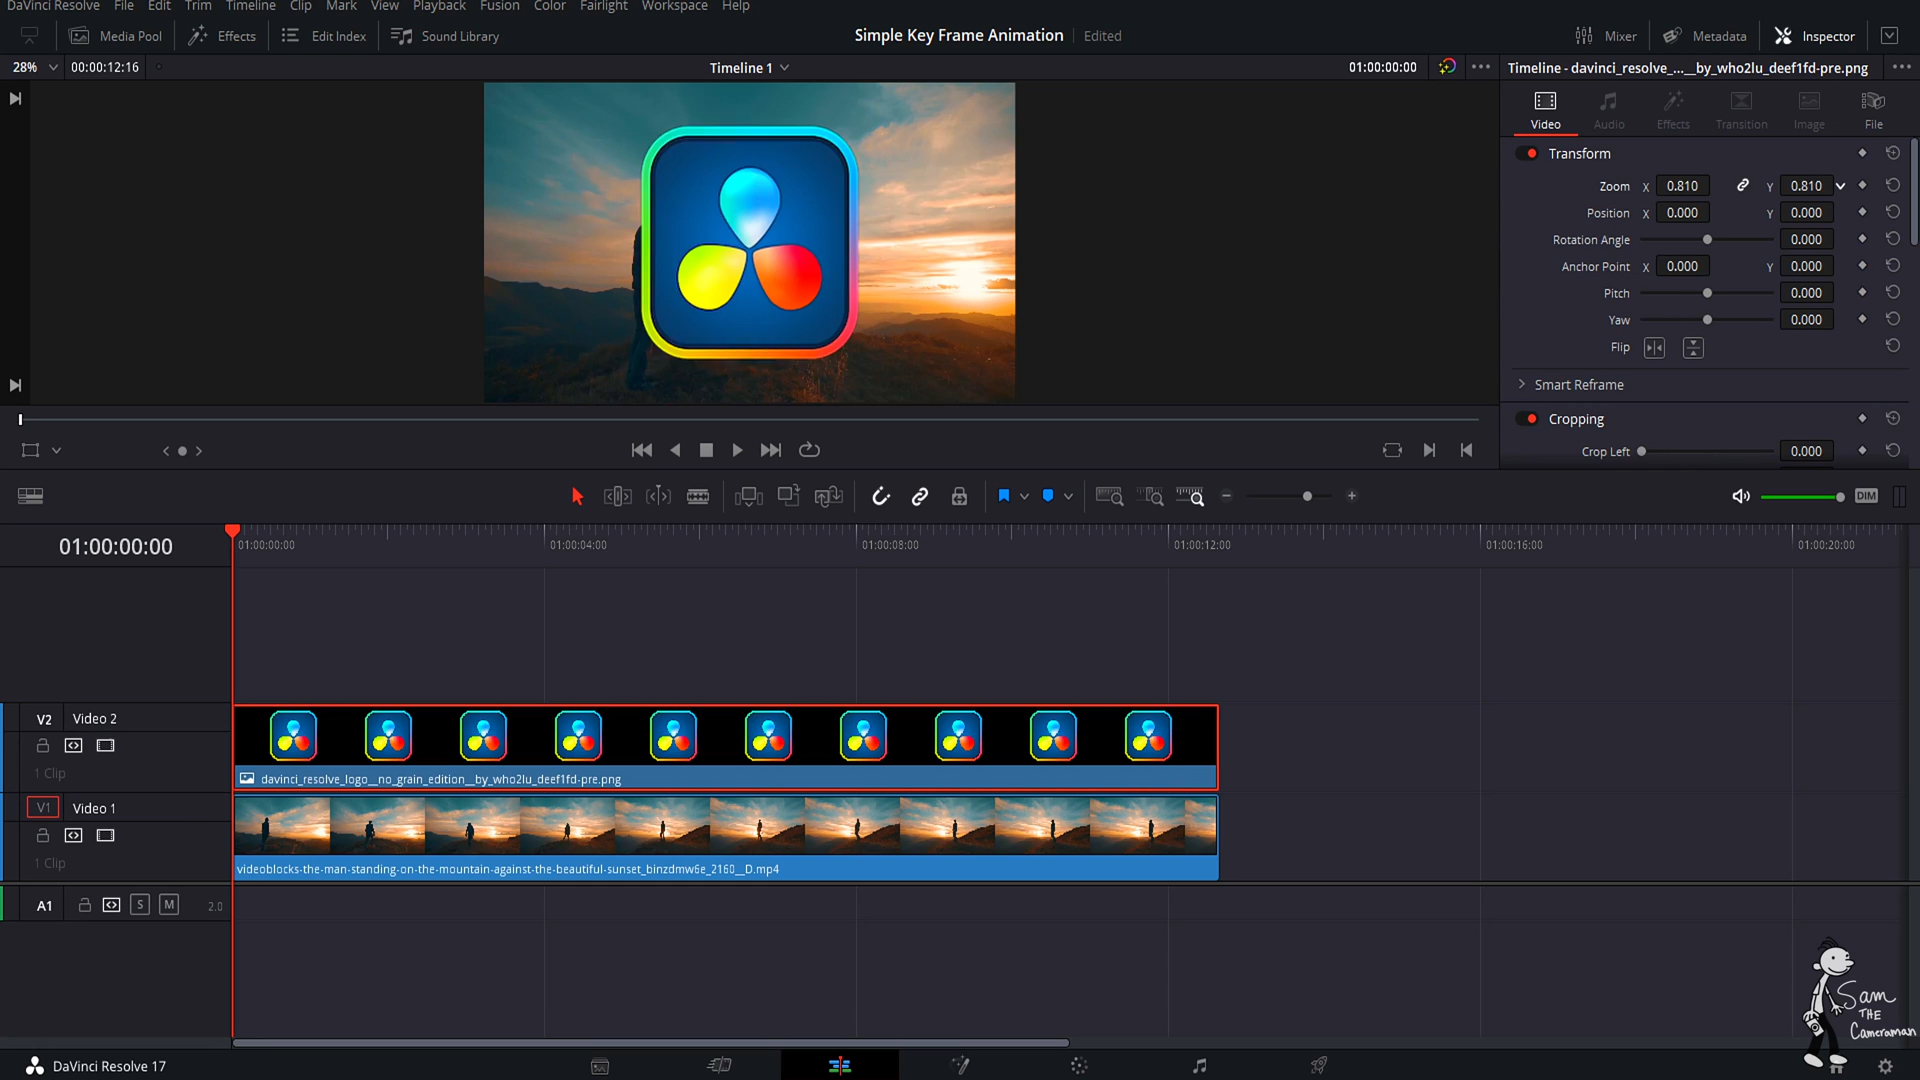 DaVinci Resolve File Edit Trim Timeline Clip Mark View Playback Fusion Color Fairlight Workspace Help
Media Pool Effects Edit Index Sound Library Simple Key Frame Animation Edited Mixer Metadata Inspector
28% 00:00:12:16 Timeline 1 01:00:00:00 Timeline - davinci_resolve_...__by_who2lu_deef1fd-pre.png
Video Audio Effects Transition Image File
Transform
Zoom X 0.810 Y 0.810
Position X 0.000 Y 0.000
Rotation Angle 0.000
Anchor Point X 0.000 Y 0.000
Pitch 0.000
Yaw 0.000
Flip
Smart Reframe
Cropping
Crop Left 0.000
DIM
01:00:00:00 01:00:00:00 01:00:04:00 01:00:08:00 01:00:12:00 01:00:16:00 01:00:20:00
V2 Video 2
1 Clip
davinci_resolve_logo__no_grain_edition__by_who2lu_deef1fd-pre.png
V1 Video 1
1 Clip
videoblocks-the-man-standing-on-the-mountain-against-the-beautiful-sunset_binzdmw6e_2160__D.mp4
A1 S M 2.0
Sam
THE
Cameraman
DaVinci Resolve 17